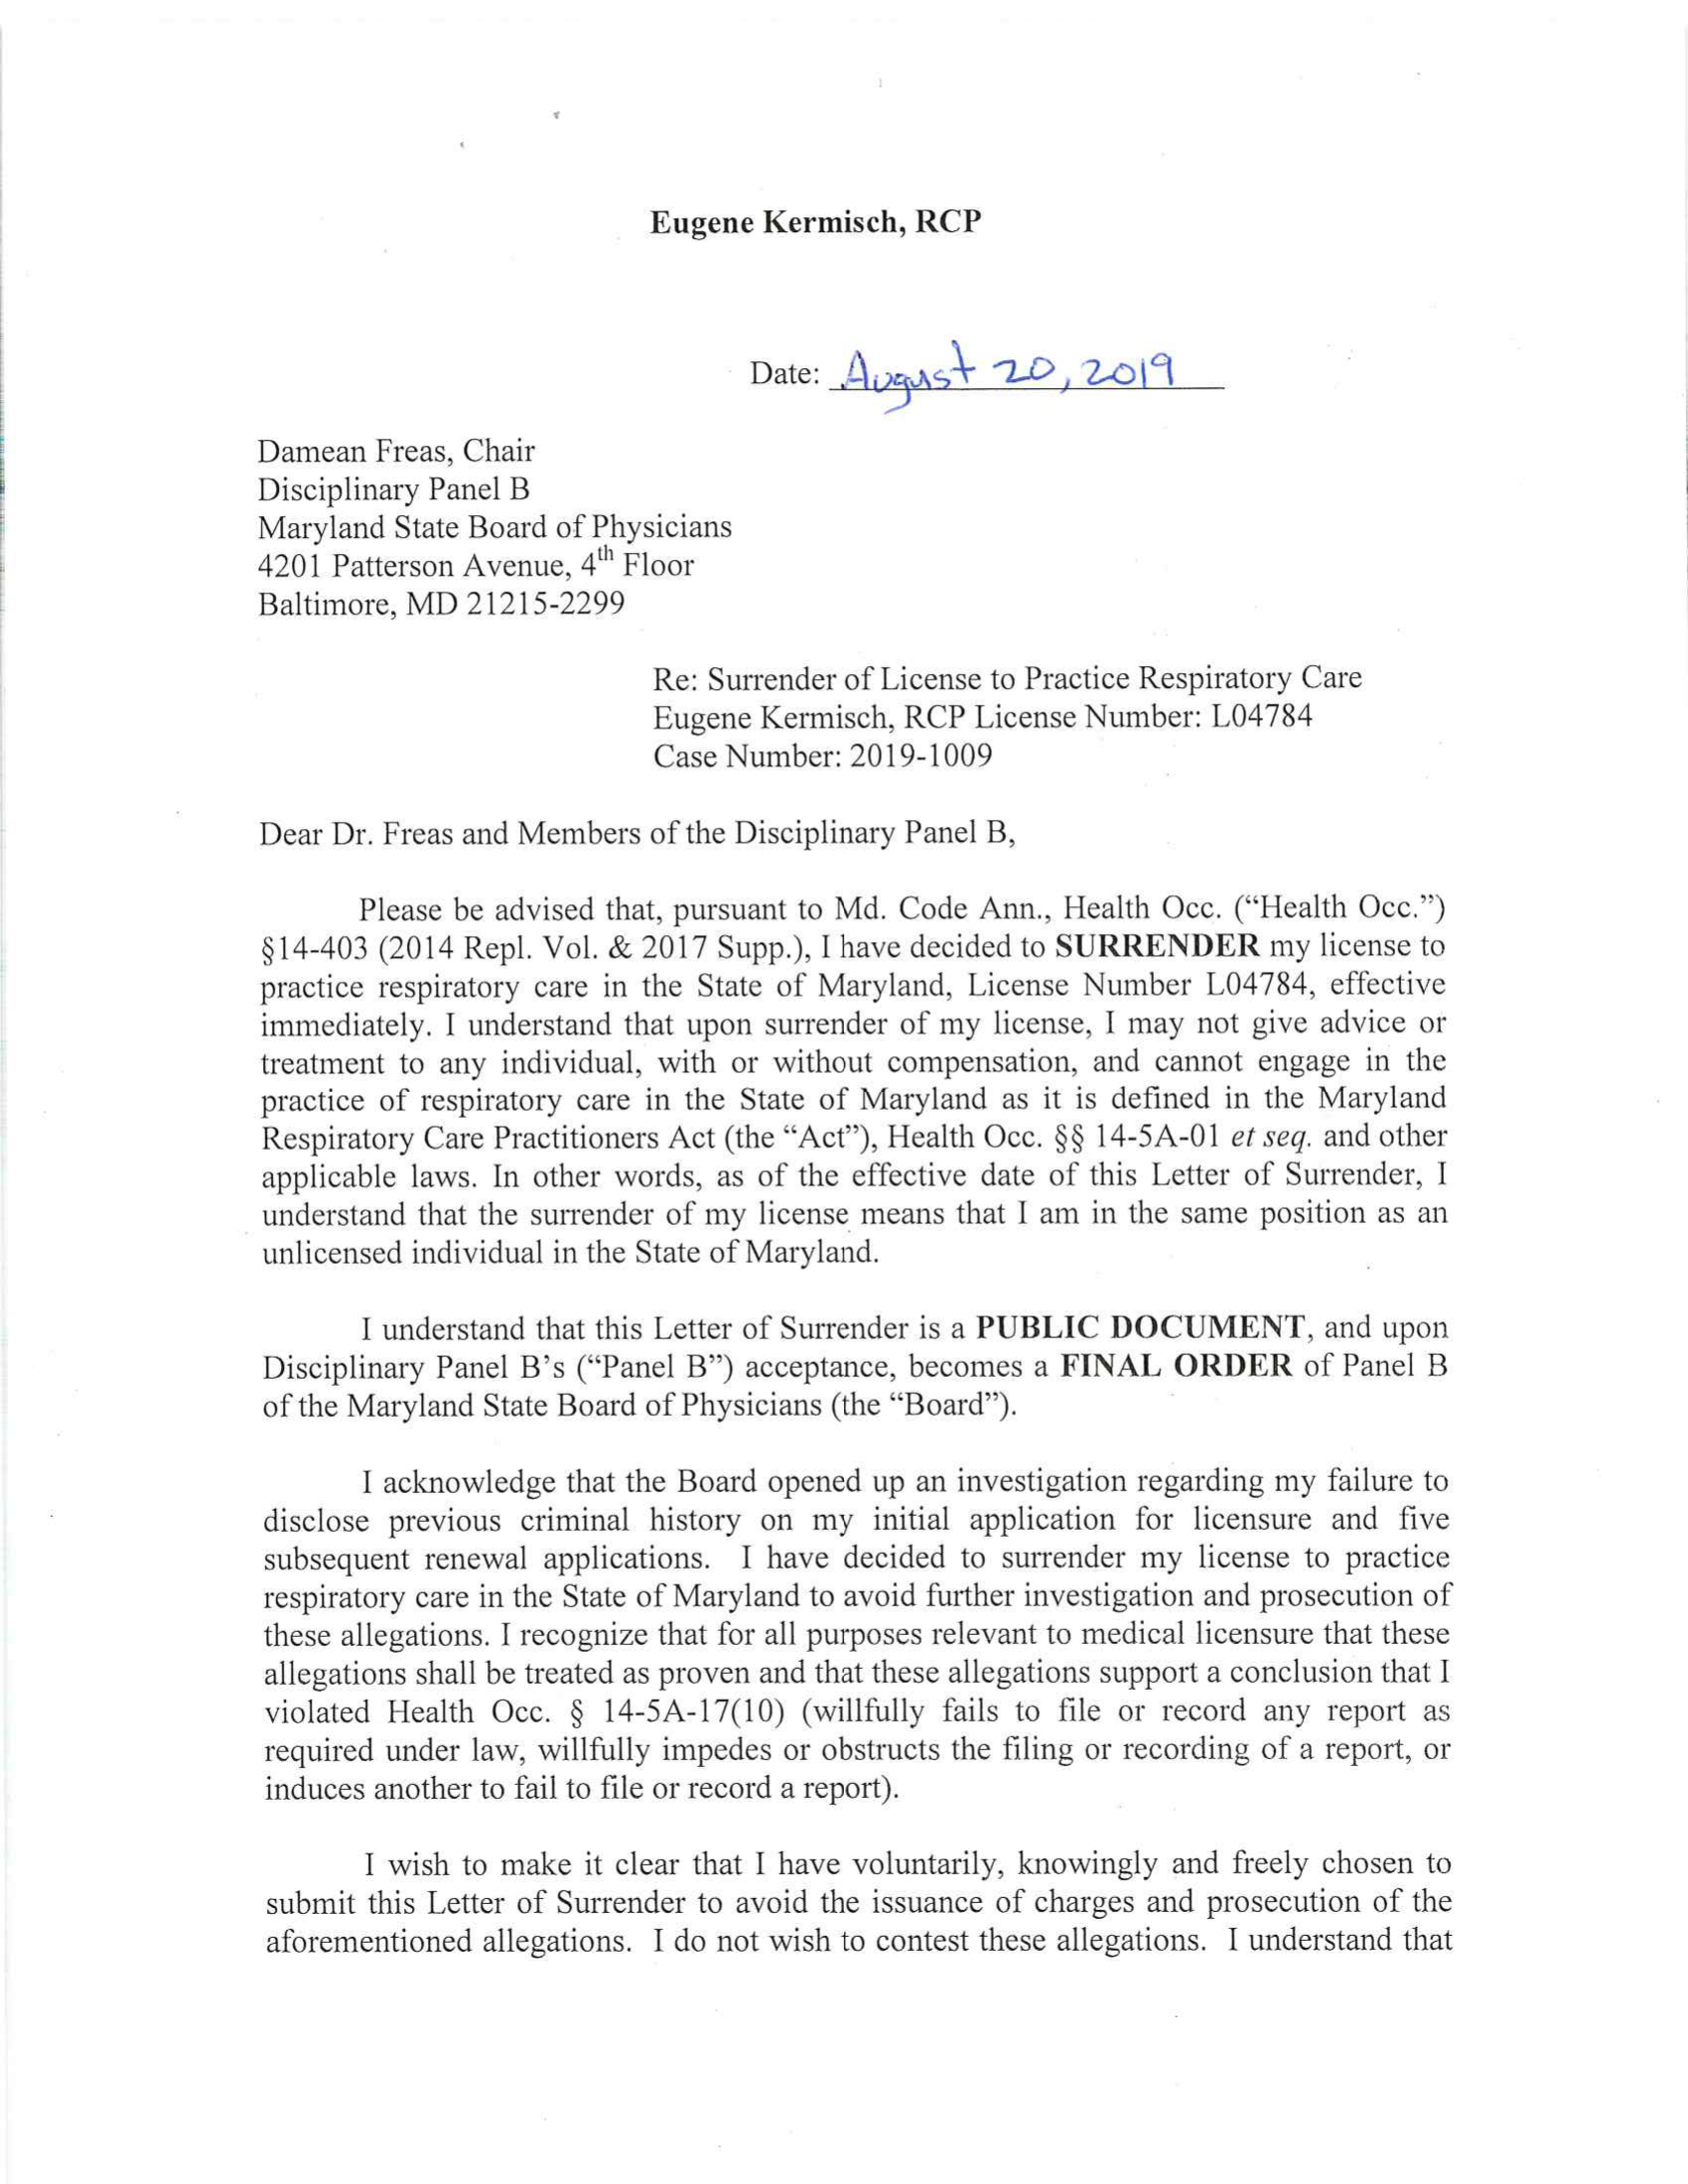 Eugene Kermisch, RCP
Date: August 20, 2019
Damean Freas, Chair
Disciplinary Panel B
Maryland State Board of Physicians
4201 Patterson Avenue, 4th Floor
Baltimore, MD 21215-2299
Re: Surrender of License to Practice Respiratory Care
Eugene Kermisch, RCP License Number: L04784
Case Number: 2019-1009
Dear Dr. Freas and Members of the Disciplinary Panel B,
Please be advised that, pursuant to Md. Code Ann., Health Occ. (“Health Occ.”)
§14-403 (2014 Repl. Vol. & 2017 Supp.), I have decided to SURRENDER my license to
practice respiratory care in the State of Maryland, License Number L04784, effective
immediately. I understand that upon surrender of my license, I may not give advice or
treatment to any individual, with or without compensation, and cannot engage in the
practice of respiratory care in the State of Maryland as it is defined in the Maryland
Respiratory Care Practitioners Act (the “Act”), Health Occ. §§ 14-5A-01 et seq. and other
applicable laws. In other words, as of the effective date of this Letter of Surrender, I
understand that the surrender of my license means that I am in the same position as an
unlicensed individual in the State of Maryland.
I understand that this Letter of Surrender is a PUBLIC DOCUMENT, and upon
Disciplinary Panel B’s (“Panel B”) acceptance, becomes a FINAL ORDER of Panel B
of the Maryland State Board of Physicians (the “Board”).
I acknowledge that the Board opened up an investigation regarding my failure to
disclose previous criminal history on my initial application for licensure and five
subsequent renewal applications. I have decided to surrender my license to practice
respiratory care in the State of Maryland to avoid further investigation and prosecution of
these allegations. I recognize that for all purposes relevant to medical licensure that these
allegations shall be treated as proven and that these allegations support a conclusion that I
violated Health Occ. § 14-5A-17(10) (willfully fails to file or record any report as
required under law, willfully impedes or obstructs the filing or recording of a report, or
induces another to fail to file or record a report).
I wish to make it clear that I have voluntarily, knowingly and freely chosen to
submit this Letter of Surrender to avoid the issuance of charges and prosecution of the
aforementioned allegations. I do not wish to contest these allegations. I understand that